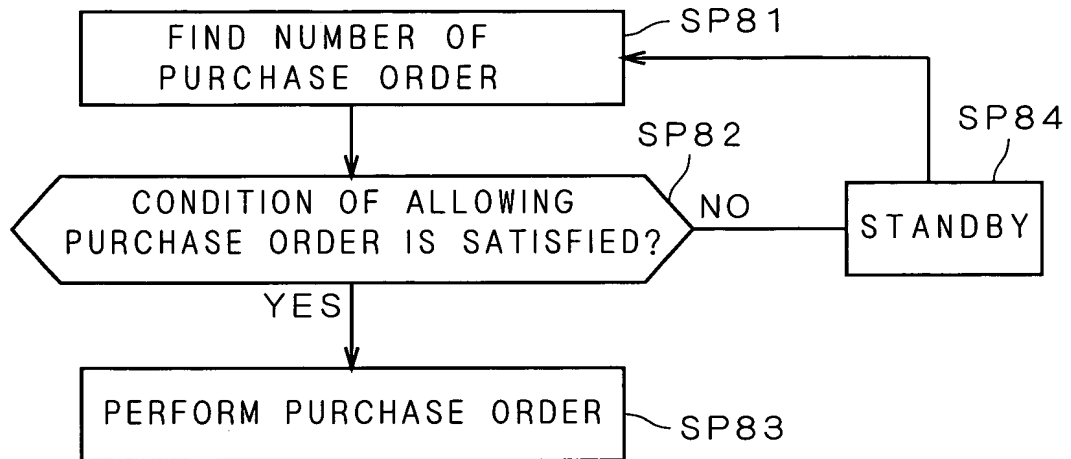 SP81
FIND NUMBER OF
PURCHASE ORDER
SP82
SP84
CONDITION OF ALLOWING
PURCHASE ORDER IS SATISFIED?
NO
STANDBY
YES
PERFORM PURCHASE ORDER
SP83